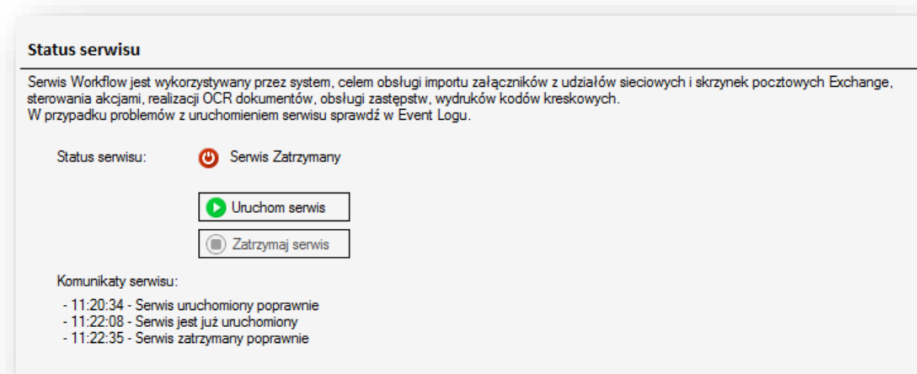 Status serwisu
Serwis Workflow jest wykorzystywany przez system, celem obsługi importu załączników z udziałów sieciowych i skrzynek pocztowych Exchange,
sterowania akcjami, realizacji OCR dokumentów, obsługi zastępstw, wydruków kodów kreskowych.
W przypadku problemów z uruchomieniem serwisu sprawdź w Event Logu.
Status serwisu: Serwis Zatrzymany
Uruchom serwis
Zatrzymaj serwis
Komunikaty serwisu:
- 11:20:34 - Serwis uruchomiony poprawnie
- 11:22:08 - Serwis jest już uruchomiony
- 11:22:35 - Serwis zatrzymany poprawnie